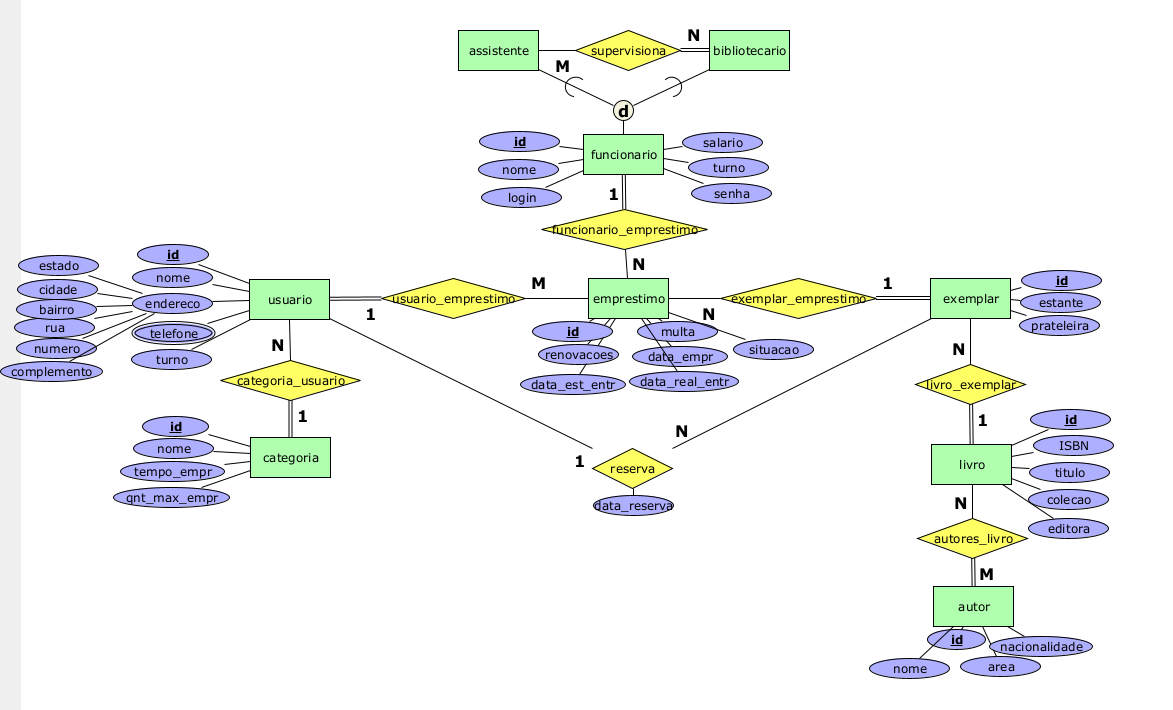 assistente
supervisiona
N
bibliotecario
M
d
id
nome
login
funcionario
salario
turno
senha
1
funcionario_emprestimo
N
estado
cidade
bairro
rua
numero
complemento
id
nome
endereco
telefone
turno
usuario
1
usuario_emprestimo
M
emprestimo
id
renovacoes
data_est_entr
multa
data_empr
data_real_entr
situacao
N
exemplar_emprestimo
1
exemplar
id
estante
prateleira
N
categoria_usuario
1
id
nome
tempo_empr
qnt_max_empr
categoria
1
reserva
N
data_reserva
N
livro_exemplar
1
livro
id
ISBN
titulo
colecao
editora
N
autores_livro
M
autor
id
nome
area
nacionalidade